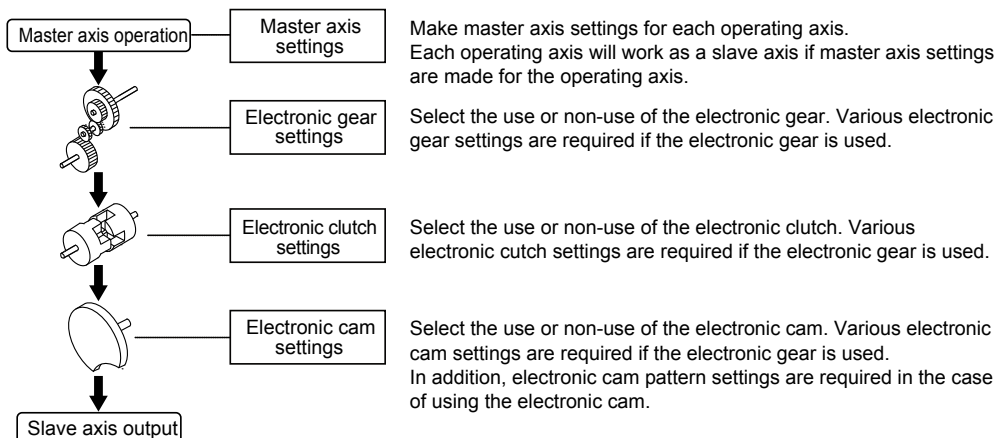 Master axis operation
Master axis
settings
Make master axis settings for each operating axis.
Each operating axis will work as a slave axis if master axis settings
are made for the operating axis.
Electronic gear
settings
Select the use or non-use of the electronic gear. Various electronic
gear settings are required if the electronic gear is used.
Electronic clutch
settings
Select the use or non-use of the electronic clutch. Various
electronic cutch settings are required if the electronic gear is used.
Electronic cam
settings
Select the use or non-use of the electronic cam. Various electronic
cam settings are required if the electronic gear is used.
In addition, electronic cam pattern settings are required in the case
of using the electronic cam.
Slave axis output